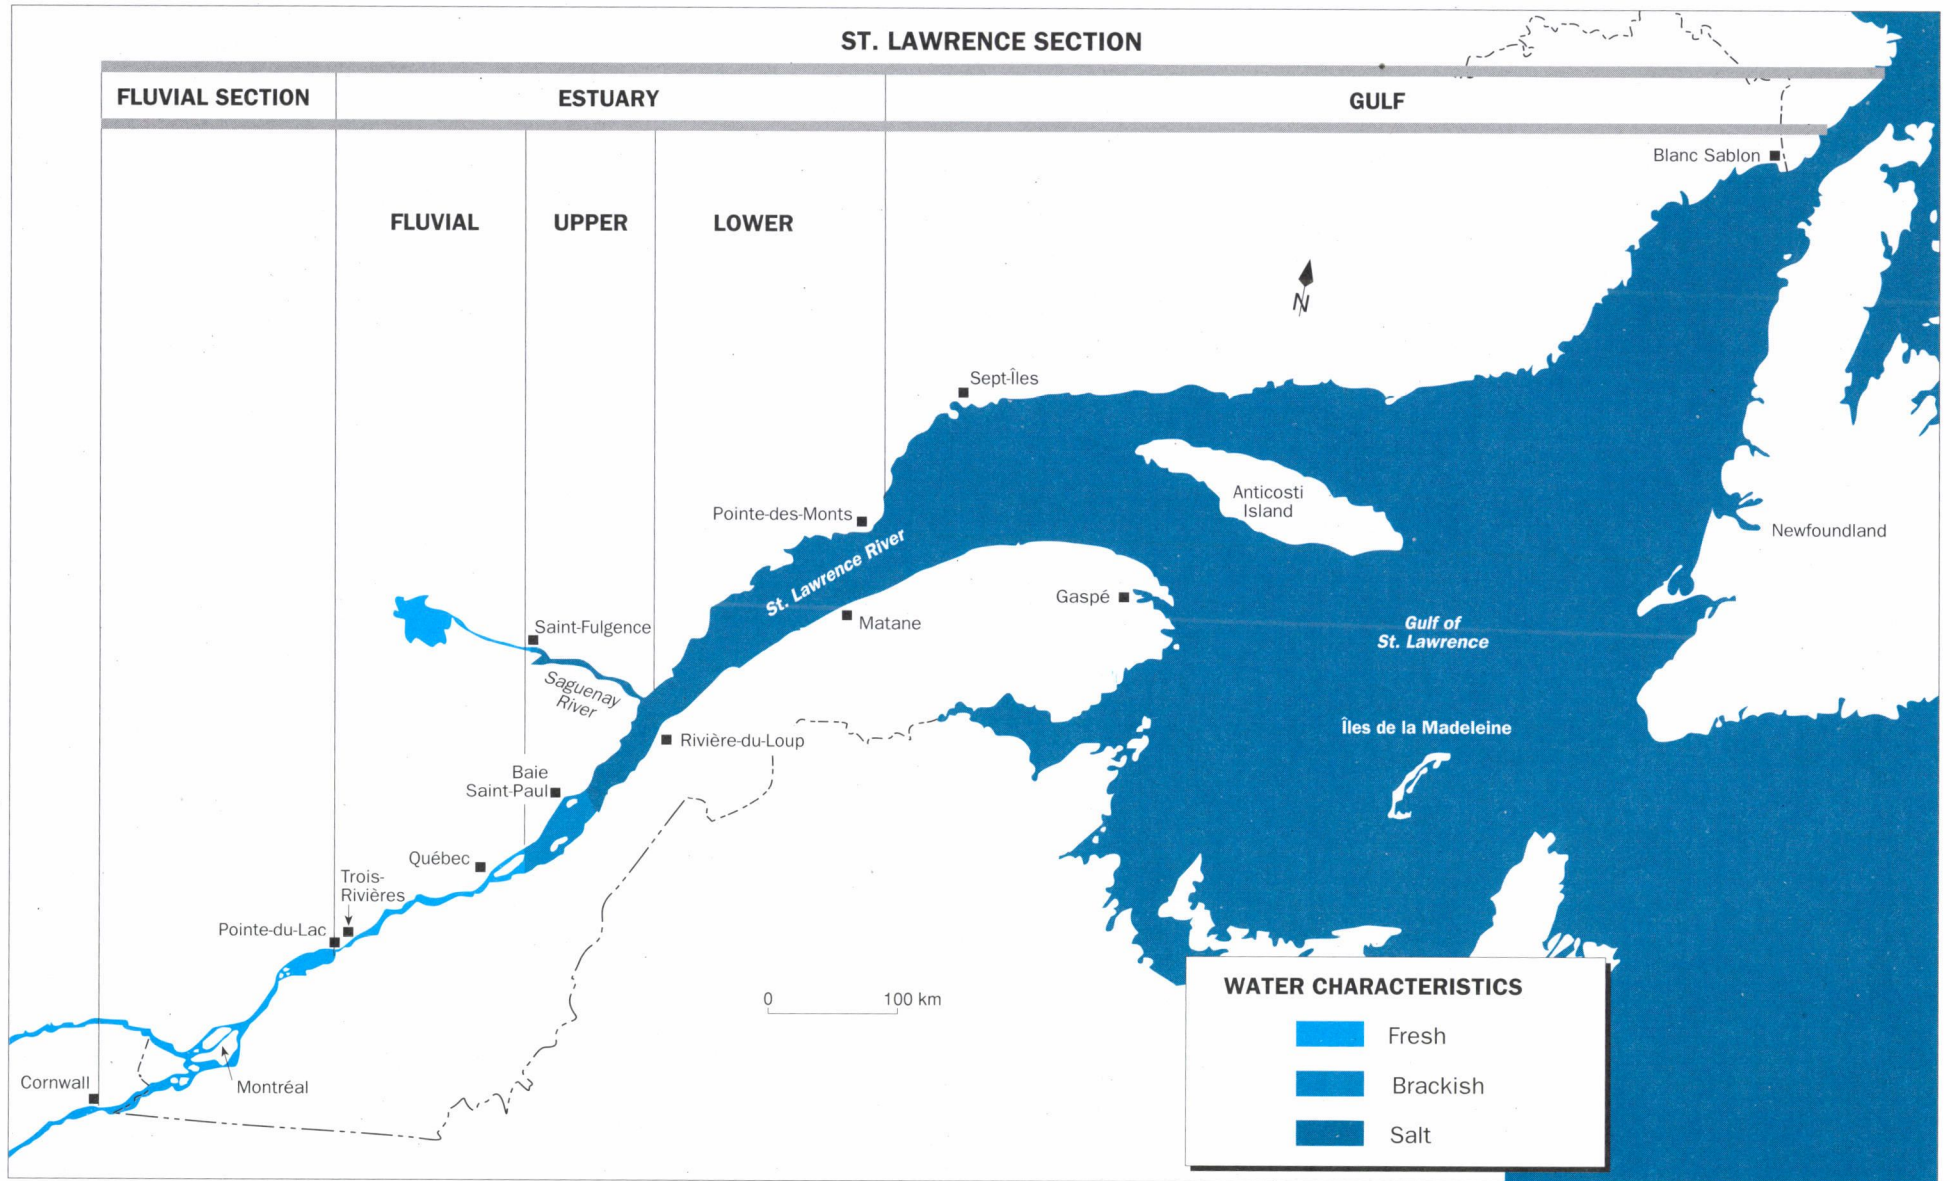 ST. LAWRENCE SECTION
FLUVIAL SECTION
ESTUARY
GULF
Blanc Sablon
FLUVIAL
UPPER
LOWER
N
Sept-Îles
Anticosti
Island
Pointe-des-Monts
Newfoundland
St. Lawrence River
Gaspé
Matane
Gulf of
St. Lawrence
Saint-Fulgence
Saguenay
River
Îles de la Madeleine
Rivière-du-Loup
Baie
Saint-Paul
Québec
Trois-
Rivières
Pointe-du-Lac
0 100 km
WATER CHARACTERISTICS
Fresh
Brackish
Salt
Cornwall
Montréal